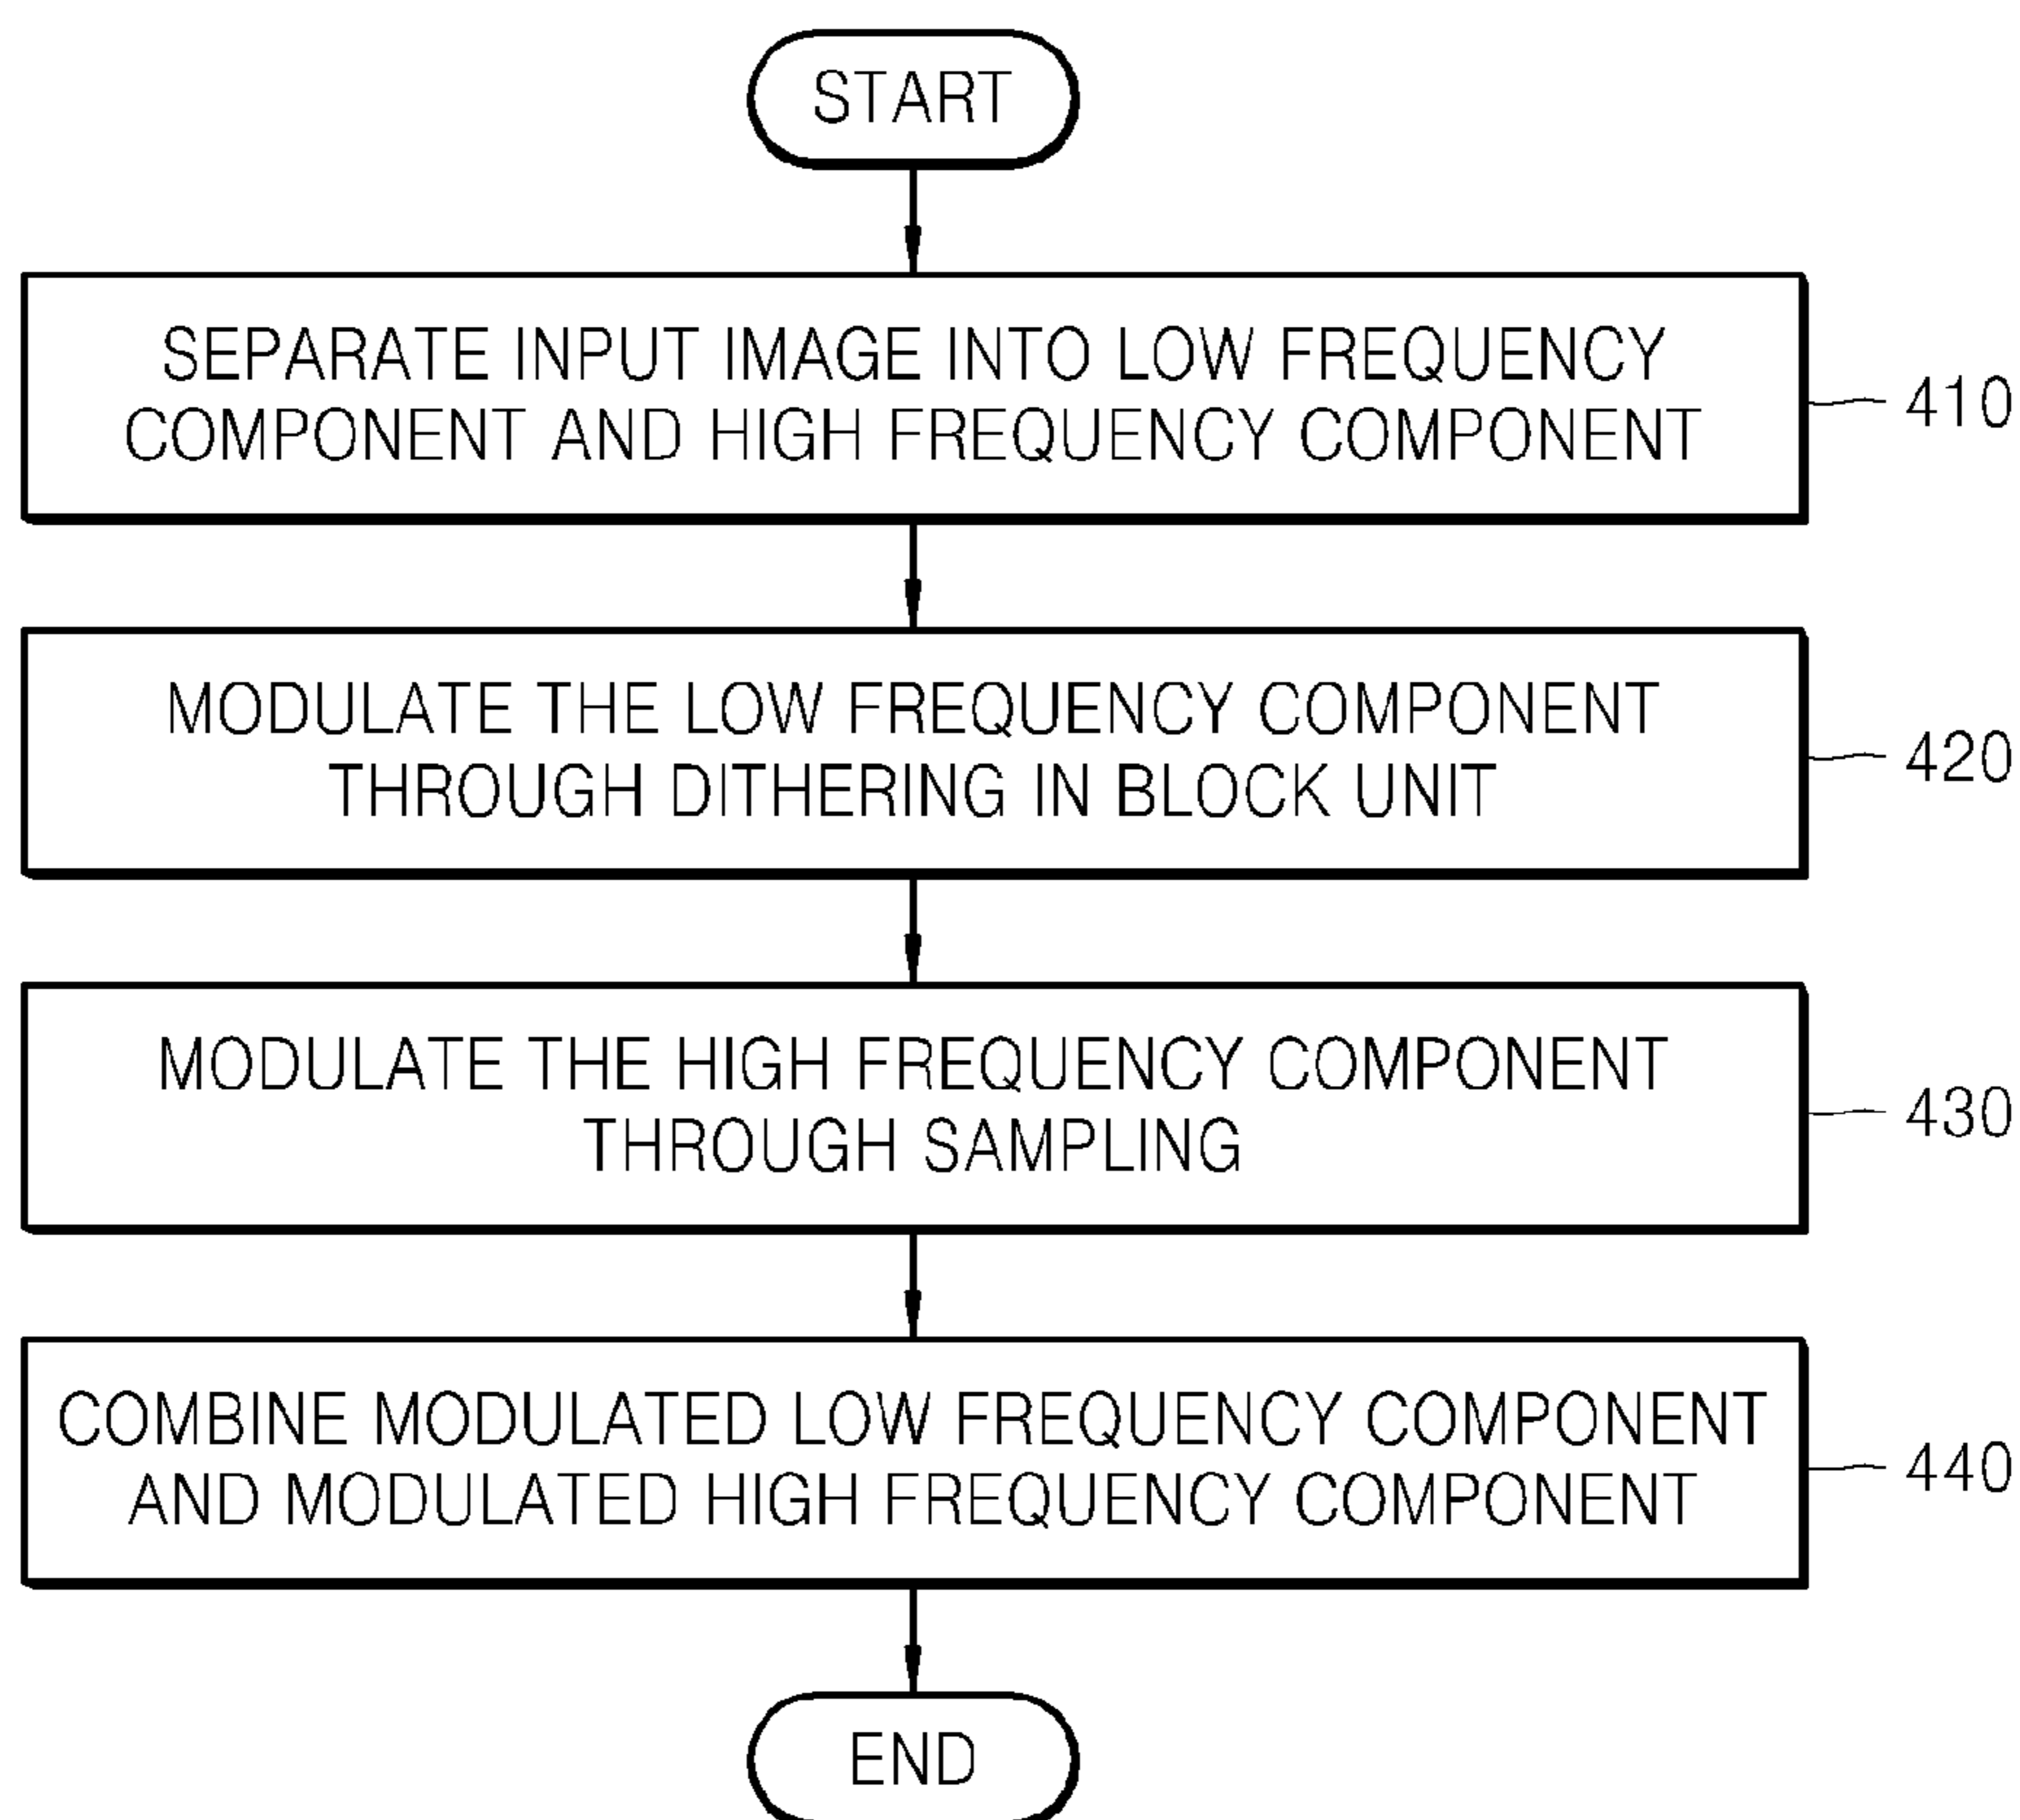 START
SEPARATE INPUT IMAGE INTO LOW FREQUENCY
COMPONENT AND HIGH FREQUENCY COMPONENT
410
MODULATE THE LOW FREQUENCY COMPONENT
THROUGH DITHERING IN BLOCK UNIT
420
MODULATE THE HIGH FREQUENCY COMPONENT
THROUGH SAMPLING
430
COMBINE MODULATED LOW FREQUENCY COMPONENT
AND MODULATED HIGH FREQUENCY COMPONENT
440
END